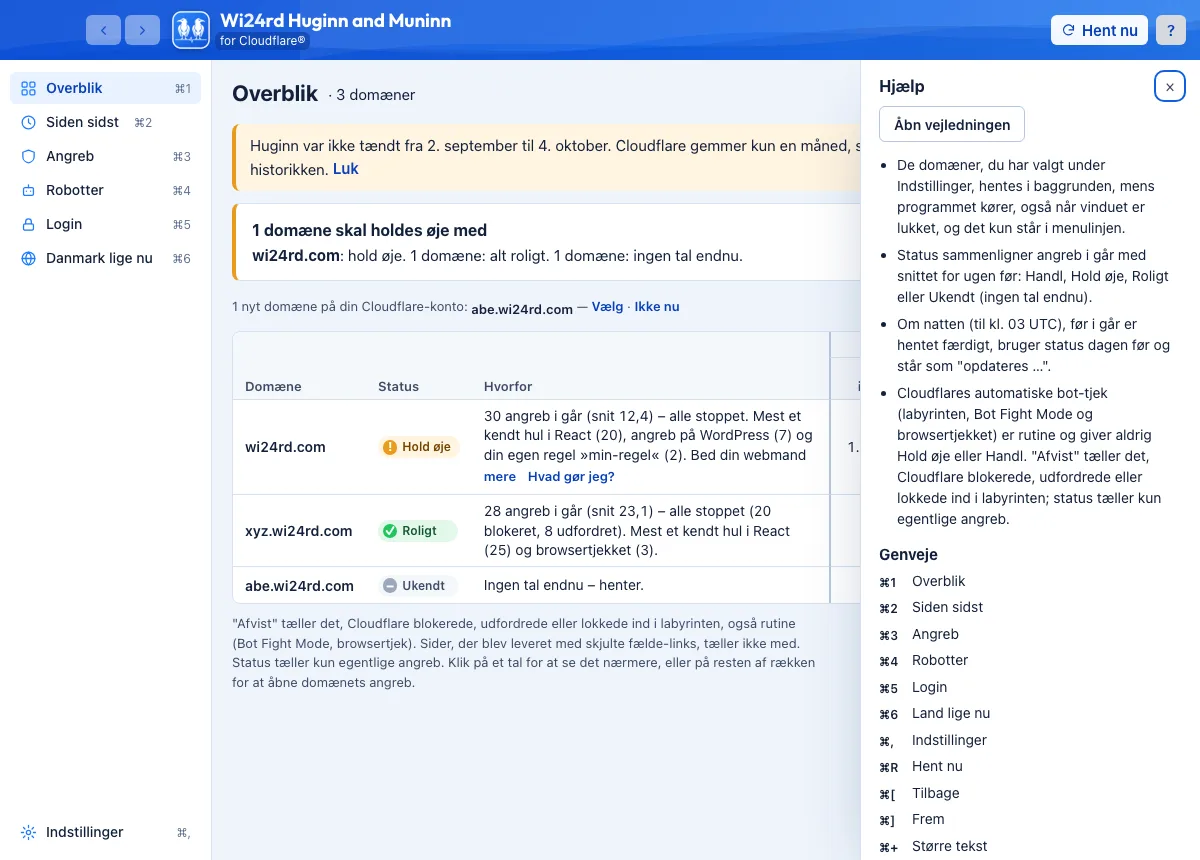 Wi24rd Huginn and Muninn
for Cloudflare®
Hent nu
?
Overblik ⌘1
Siden sidst ⌘2
Angreb ⌘3
Robotter ⌘4
Login ⌘5
Danmark lige nu ⌘6
Indstillinger ⌘,
Overblik · 3 domæner
Huginn var ikke tændt fra 2. september til 4. oktober. Cloudflare gemmer kun en måned, s
historikken. Luk
1 domæne skal holdes øje med
wi24rd.com: hold øje. 1 domæne: alt roligt. 1 domæne: ingen tal endnu.
1 nyt domæne på din Cloudflare-konto: abe.wi24rd.com — Vælg · Ikke nu
Domæne Status Hvorfor i
wi24rd.com Hold øje 1.
30 angreb i går (snit 12,4) – alle stoppet. Mest et
kendt hul i React (20), angreb på WordPress (7) og
din egen regel »min-regel« (2). Bed din webmand
mere Hvad gør jeg?
xyz.wi24rd.com Roligt
28 angreb i går (snit 23,1) – alle stoppet (20
blokeret, 8 udfordret). Mest et kendt hul i React
(25) og browsertjekket (3).
abe.wi24rd.com Ukendt Ingen tal endnu – henter.
"Afvist" tæller det, Cloudflare blokerede, udfordrede eller lokkede ind i labyrinten, også rutine
(Bot Fight Mode, browsertjek). Sider, der blev leveret med skjulte fælde-links, tæller ikke med.
Status tæller kun egentlige angreb. Klik på et tal for at se det nærmere, eller på resten af rækken
for at åbne domænets angreb.
Hjælp ×
Åbn vejledningen
• De domæner, du har valgt under
Indstillinger, hentes i baggrunden, mens
programmet kører, også når vinduet er
lukket, og det kun står i menulinjen.
• Status sammenligner angreb i går med
snittet for ugen før: Handl, Hold øje, Roligt
eller Ukendt (ingen tal endnu).
• Om natten (til kl. 03 UTC), før i går er
hentet færdigt, bruger status dagen før og
står som "opdateres …".
• Cloudflares automatiske bot-tjek
(labyrinten, Bot Fight Mode og
browsertjekket) er rutine og giver aldrig
Hold øje eller Handl. "Afvist" tæller det,
Cloudflare blokerede, udfordrede eller
lokkede ind i labyrinten; status tæller kun
egentlige angreb.
Genveje
⌘1 Overblik
⌘2 Siden sidst
⌘3 Angreb
⌘4 Robotter
⌘5 Login
⌘6 Land lige nu
⌘, Indstillinger
⌘R Hent nu
⌘[ Tilbage
⌘] Frem
⌘+ Større tekst